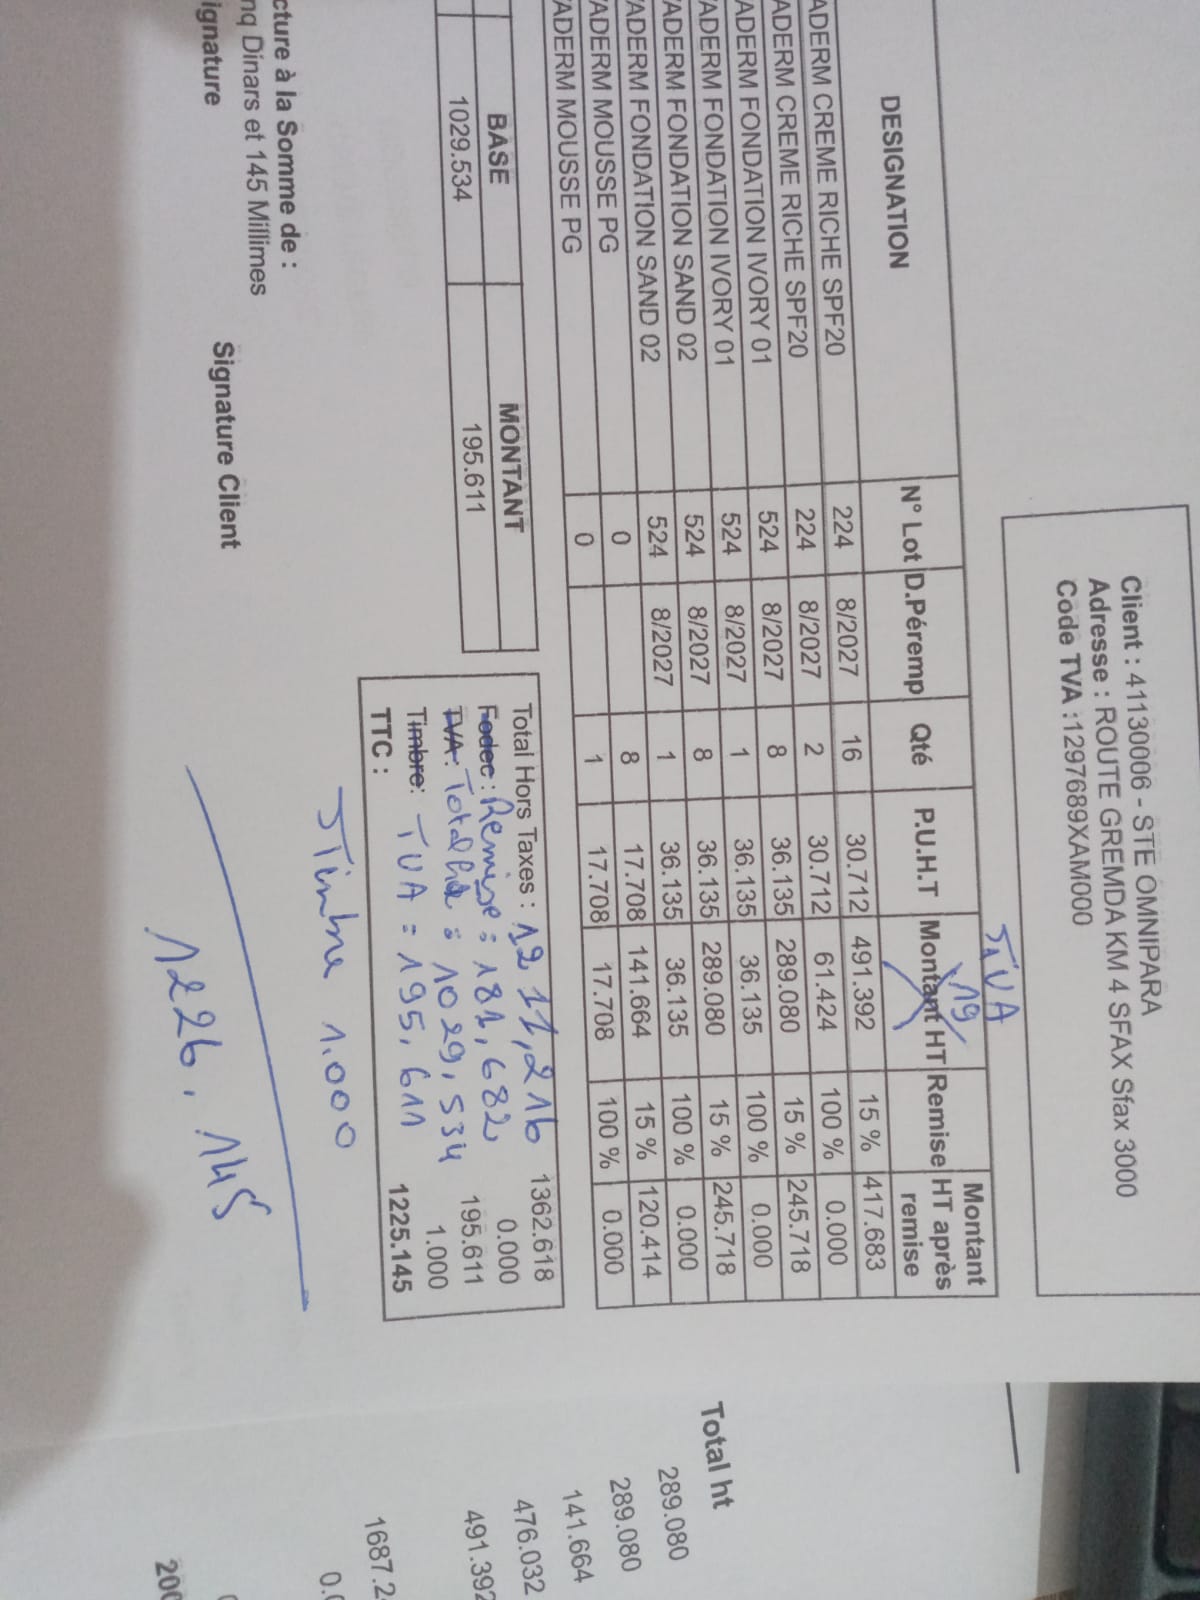 Client : 41130006 - STE OMNIPARA
Adresse : ROUTE GREMDA KM 4 SFAX Sfax 3000
Code TVA :1297689XAM000
TVA
19
DESIGNATION N° Lot D.Péremp Qté P.U.H.T Montant HT Remise Montant HT après remise
ADERM CREME RICHE SPF20 224 8/2027 16 30.712 491.392 15 % 417.683
ADERM CREME RICHE SPF20 224 8/2027 2 30.712 61.424 100 % 0.000
ADERM FONDATION IVORY 01 524 8/2027 8 36.135 289.080 15 % 245.718
ADERM FONDATION IVORY 01 524 8/2027 1 36.135 36.135 100 % 0.000
ADERM FONDATION SAND 02 524 8/2027 8 36.135 289.080 15 % 245.718
ADERM FONDATION SAND 02 524 8/2027 1 36.135 36.135 100 % 0.000
ADERM MOUSSE PG 0 8 17.708 141.664 15 % 120.414
ADERM MOUSSE PG 0 1 17.708 17.708 100 % 0.000
BASE MONTANT
1029.534 195.611
Total Hors Taxes : 1211,216 1362.618
Fodec : Remise : 181,682 0.000
TVA : Total ht : 1029,534 195.611
Timbre: TVA = 195.611 1.000
TTC : 1225.145
Timbre 1.000
1226.145
cture à la Somme de :
nq Dinars et 145 Millimes
ignature
Signature Client
Total ht
289.080
289.080
141.664
476.032
491.392
1687.2
0.0
200